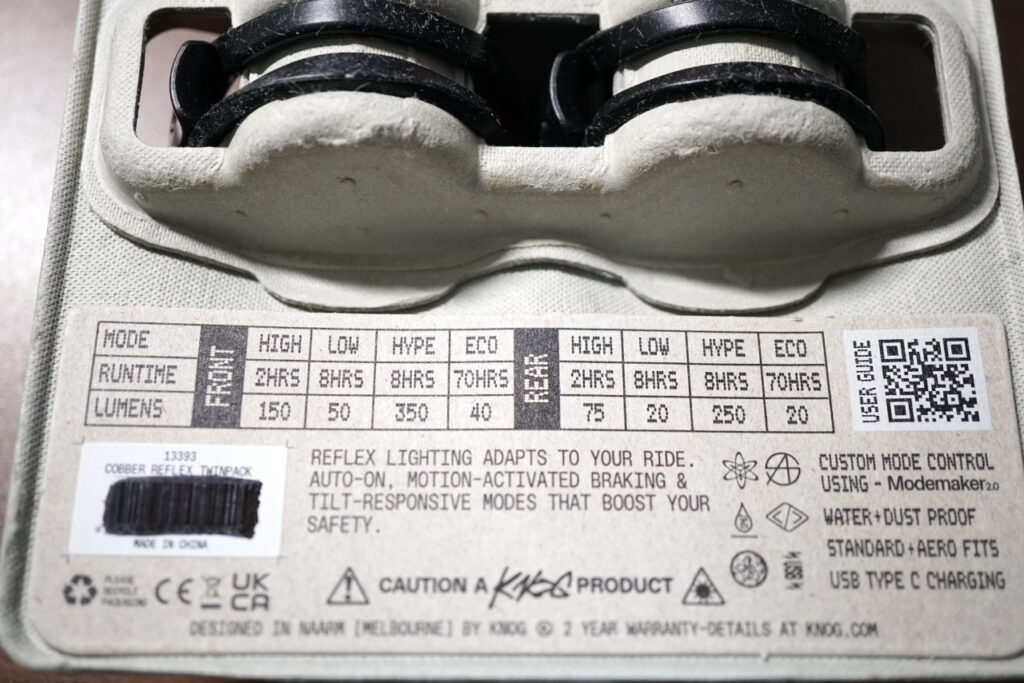 MODE FRONT HIGH LOW HYPE ECO REAR HIGH LOW HYPE ECO
RUNTIME 2HRS 8HRS 8HRS 70HRS 2HRS 8HRS 8HRS 70HRS
LUMENS 150 50 350 40 75 20 250 20
USER GUIDE
13393
COBBER REFLEX TWINPACK
MADE IN CHINA
REFLEX LIGHTING ADAPTS TO YOUR RIDE.
AUTO-ON, MOTION-ACTIVATED BRAKING &
TILT-RESPONSIVE MODES THAT BOOST YOUR
SAFETY.
CUSTOM MODE CONTROL
USING - Modemaker2.0
WATER+DUST PROOF
STANDARD+AERO FITS
USB TYPE C CHARGING
PLEASE
RECYCLE
PACKAGING
CE
UK
CA
CAUTION A KNOG PRODUCT
DESIGNED IN NAARM [MELBOURNE] BY KNOG © 2 YEAR WARRANTY-DETAILS AT KNOG.COM